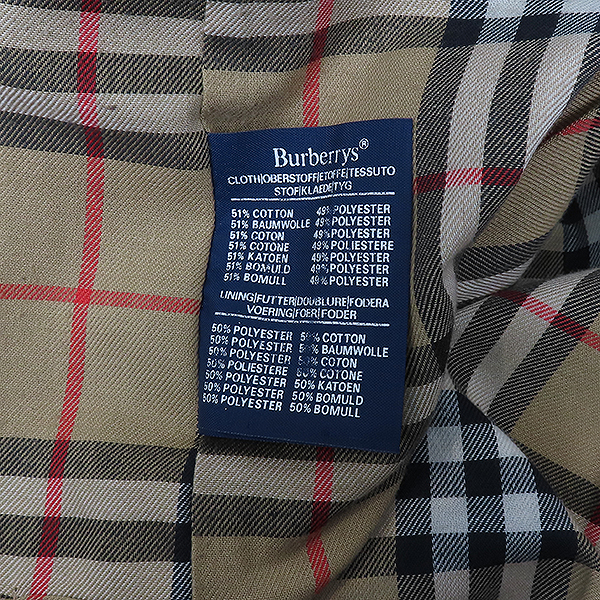 Burberrys®
CLOTH|OBERSTOFF|ETOFFE|TESSUTO
STOF|KLAEDE|TYG
51% COTTON 49% POLYESTER
51% BAUMWOLLE 49% POLYESTER
51% COTON 49% POLYESTER
51% COTONE 49% POLIESTERE
51% KATOEN 49% POLYESTER
51% BOMULD 49% POLYESTER
51% BOMULL 49% POLYESTER
LINING|FUTTER|DOUBLURE|FODERA
VOERING|FOER|FODER
50% POLYESTER 50% COTTON
50% POLYESTER 50% BAUMWOLLE
50% POLYESTER 50% COTON
50% POLIESTERE 50% COTONE
50% POLYESTER 50% KATOEN
50% POLYESTER 50% BOMULD
50% POLYESTER 50% BOMULL